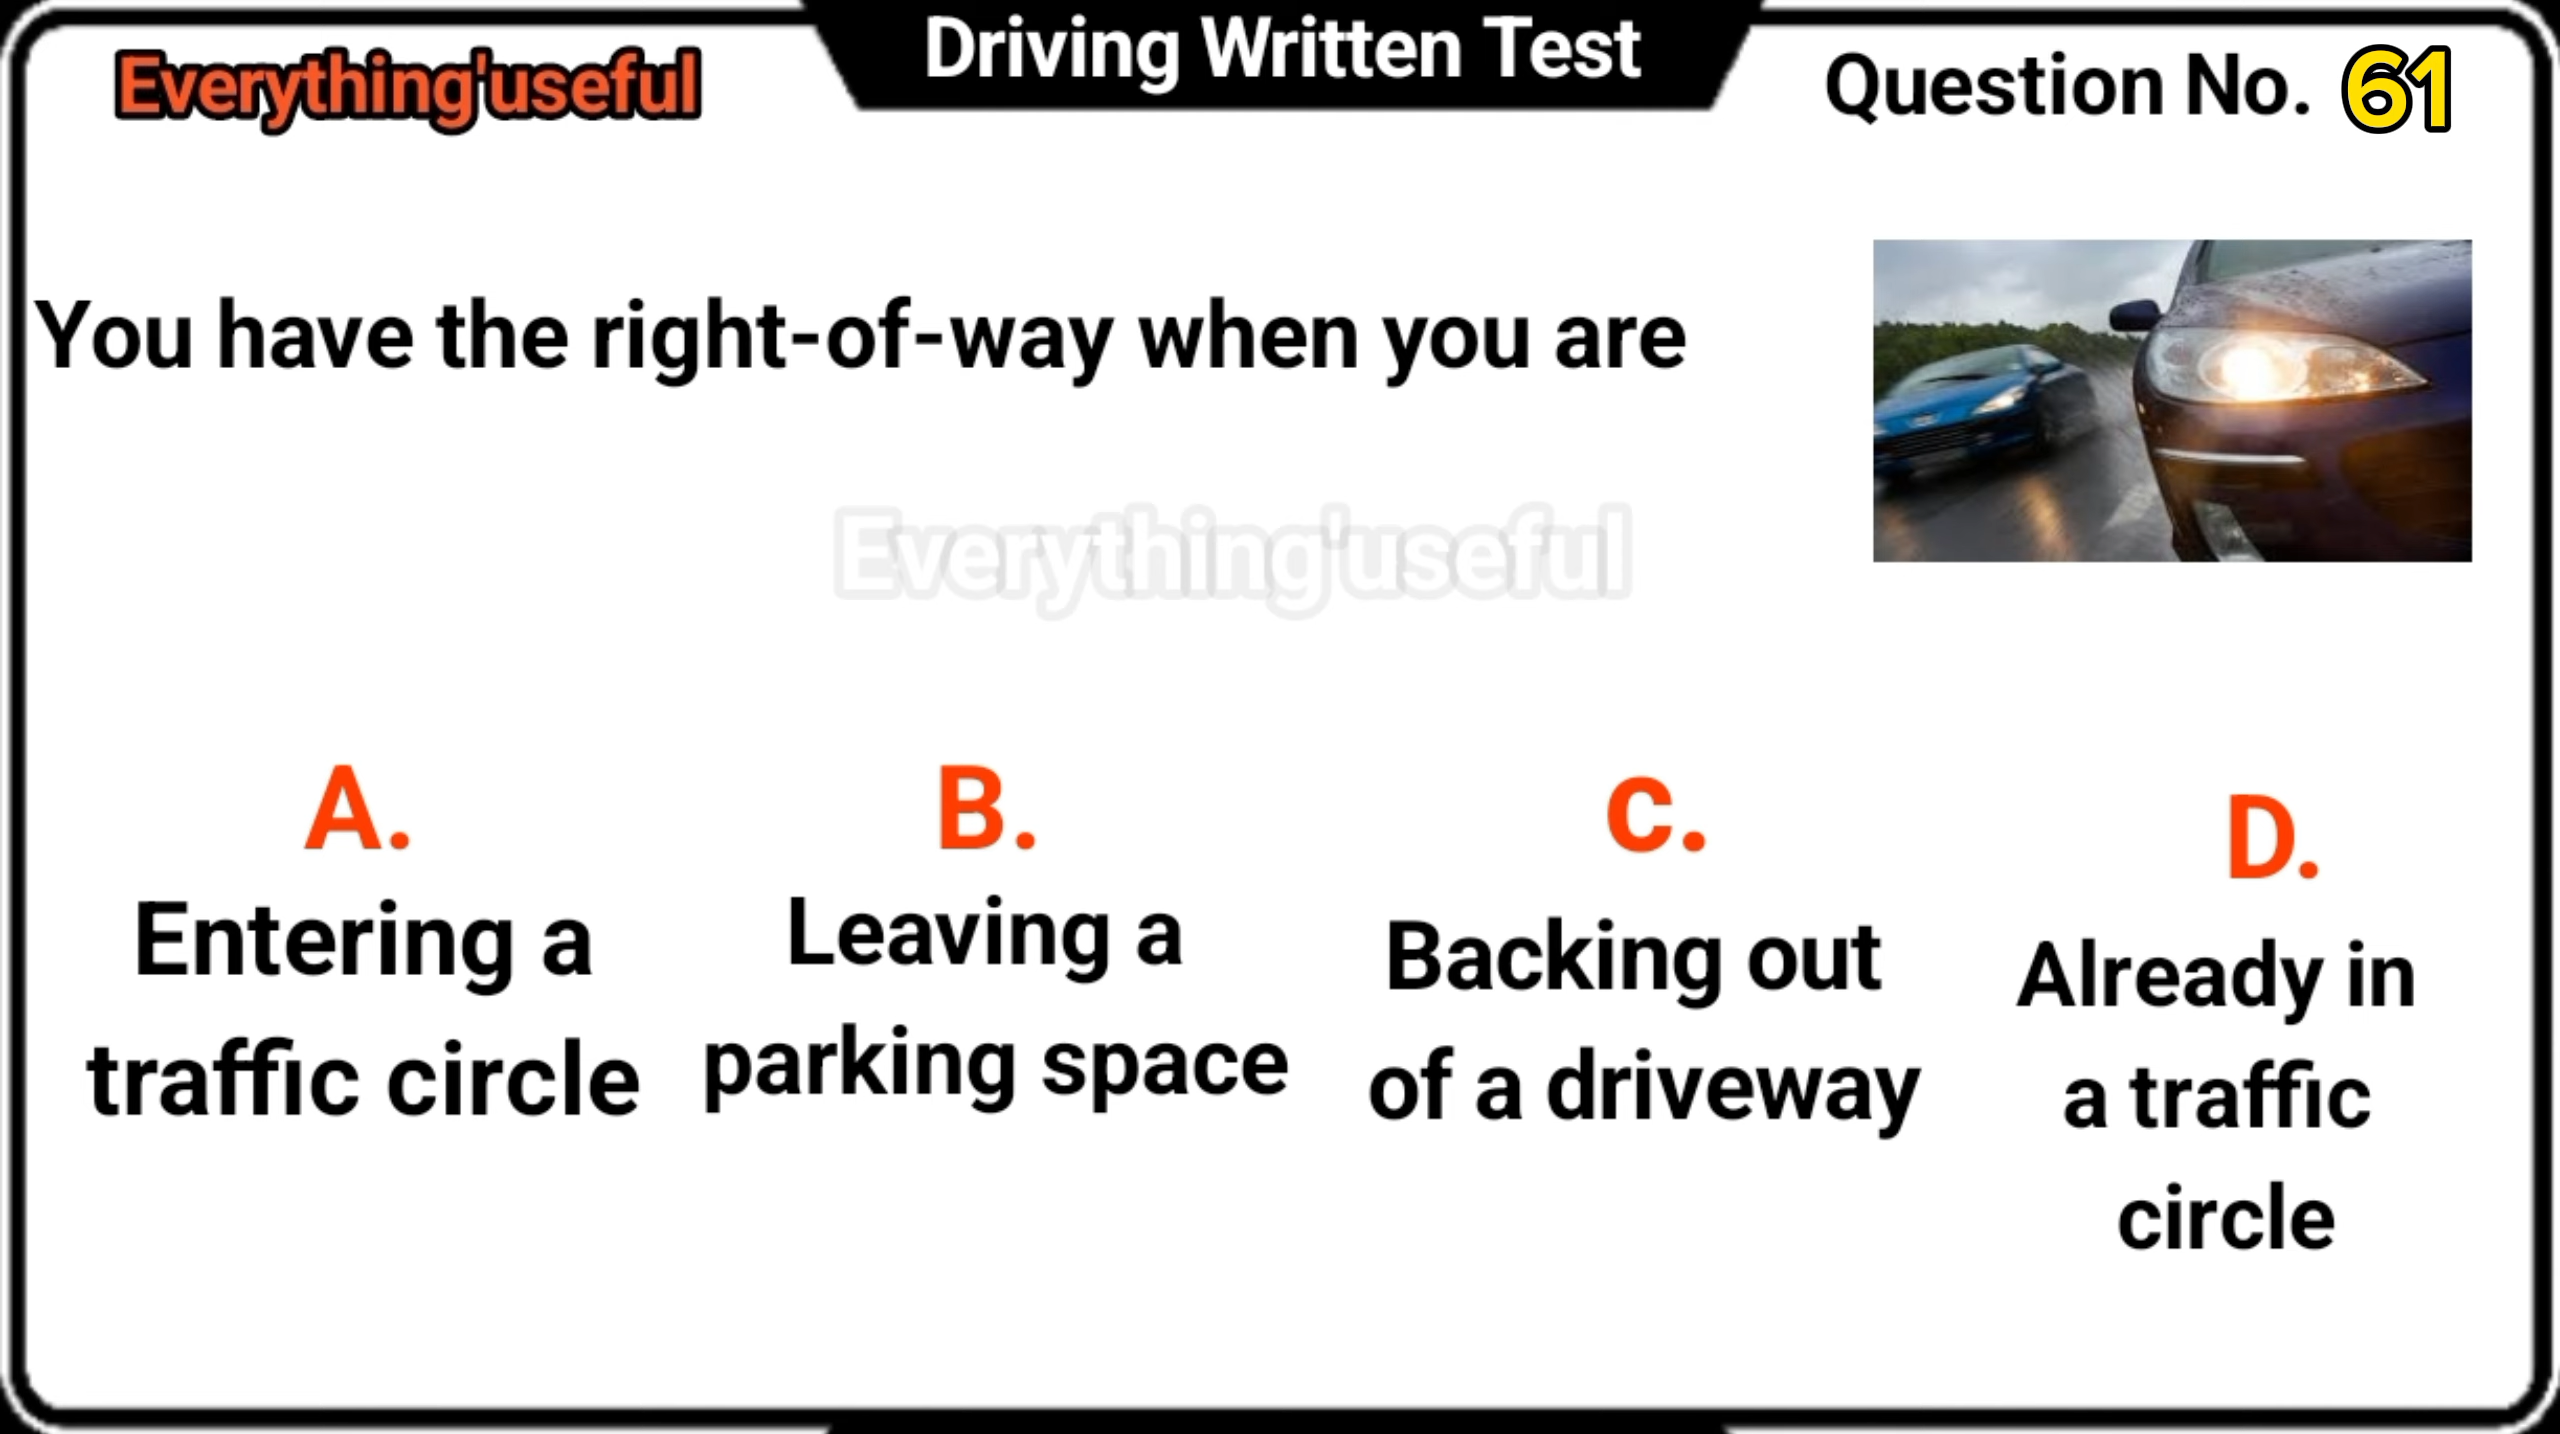 Driving Written Test
Everything'useful
Question No. 61
You have the right-of-way when you are
Everything'useful
A.
Entering a
traffic circle
B.
Leaving a
parking space
c.
Backing out
of a driveway
D.
Already in
a traffic
circle